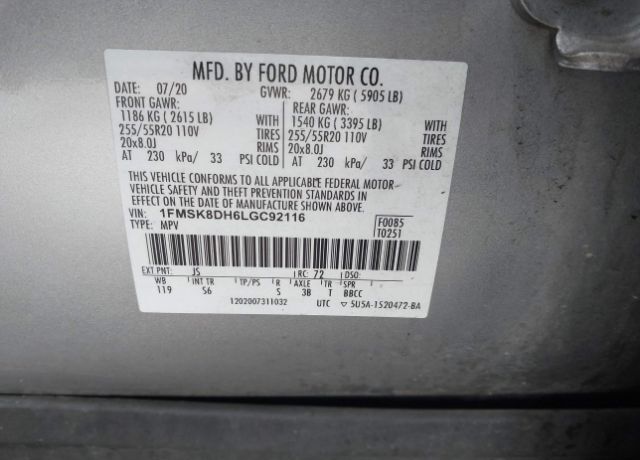 MFD. BY FORD MOTOR CO.
DATE: 07/20 GVWR: 2679 KG ( 5905 LB)
FRONT GAWR: REAR GAWR:
1186 KG ( 2615 LB) WITH 1540 KG ( 3395 LB) WITH
255/55R20 110V TIRES 255/55R20 110V TIRES
20x8.0J RIMS 20x8.0J RIMS
AT 230 kPa/ 33 PSI COLD AT 230 kPa/ 33 PSI COLD
THIS VEHICLE CONFORMS TO ALL APPLICABLE FEDERAL MOTOR
VEHICLE SAFETY AND THEFT PREVENTION STANDARDS IN
EFFECT ON THE DATE OF MANUFACTURE SHOWN ABOVE.
VIN: 1FMSK8DH6LGC92116 F0085
TYPE: MPV T0251
EXT PNT: JS RC: 72 DSO:
WB INT TR TP/PS R AXLE TR SPR
119 S6 S 3B T BBCC
1202007311032 UTC ▽ 5U5A-1520472-BA